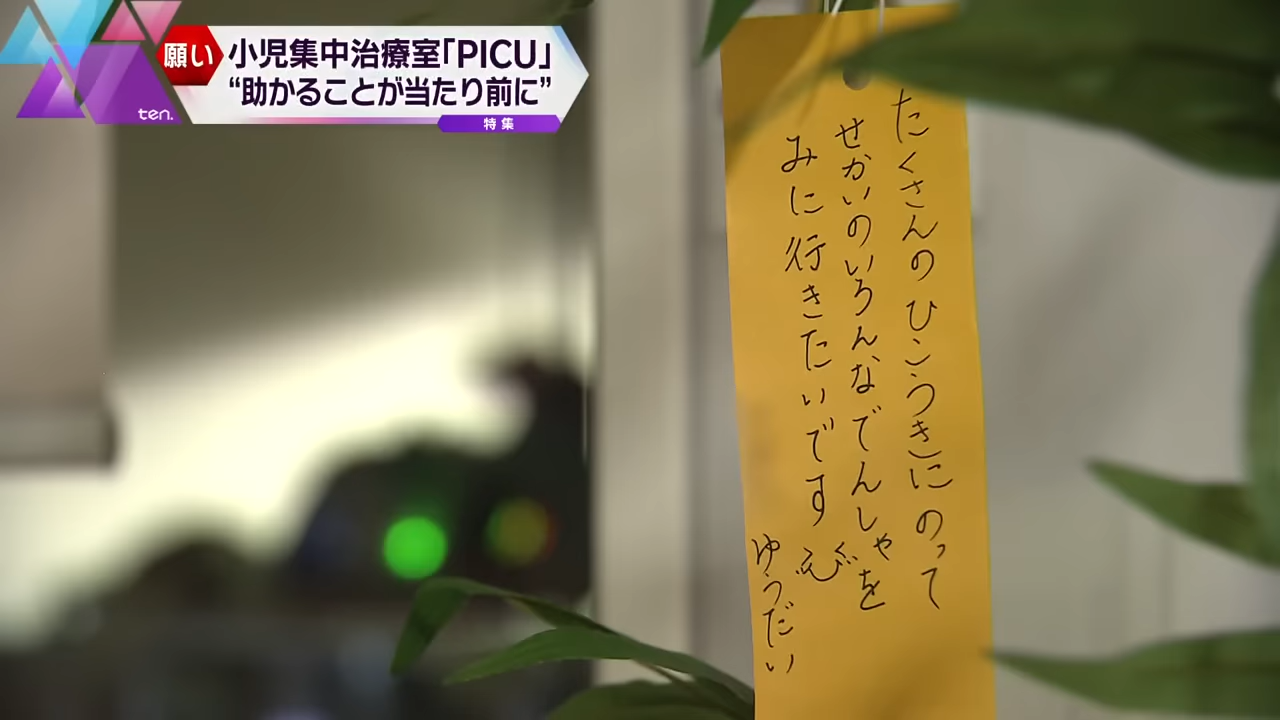 願い
小児集中治療室「PICU」
“助かることが当たり前に”
ten.
特集
たくさんのひこうきにのって
せかいのいろんなでんしゃを
みに行きたいです
ゆうだい